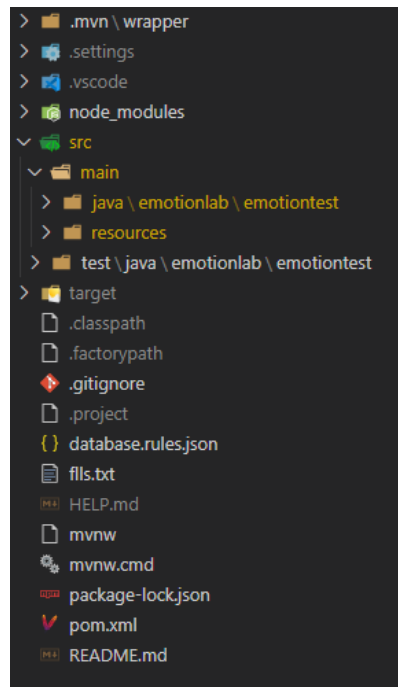 .mvn \ wrapper
.settings
.vscode
node_modules
src
main
java \ emotionlab \ emotiontest
resources
test \ java \ emotionlab \ emotiontest
target
.classpath
.factorypath
.gitignore
.project
{ } database.rules.json
flls.txt
M↓ HELP.md
mvnw
mvnw.cmd
npm package-lock.json
pom.xml
M↓ README.md